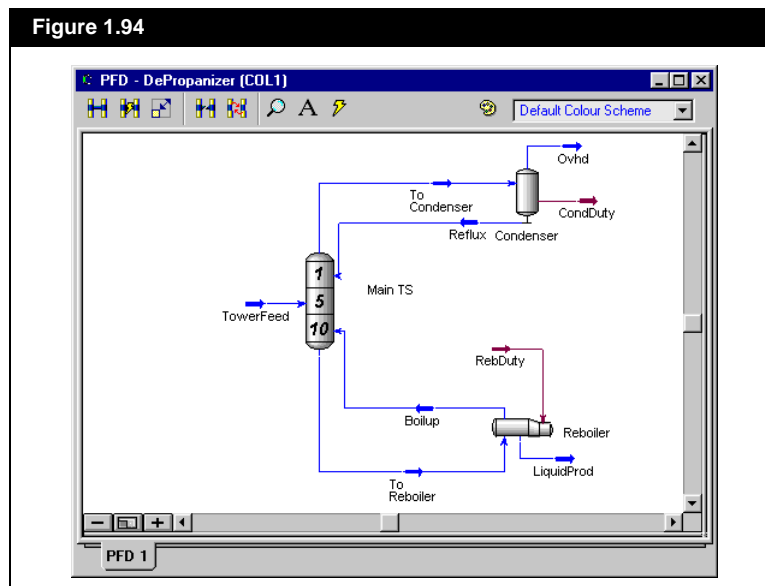 Figure 1.94
PFD - DePropanizer (COL1)
A
Default Colour Scheme
Ovhd
To
Condenser
CondDuty
Reflux
Condenser
1
Main TS
5
TowerFeed
10
RebDuty
Boilup
Reboiler
LiquidProd
To
Reboiler
PFD 1